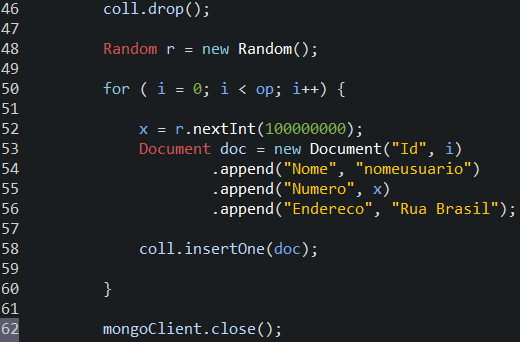 46 coll.drop();
47
48 Random r = new Random();
49
50 for ( i = 0; i < op; i++) {
51
52 x = r.nextInt(100000000);
53 Document doc = new Document("Id", i)
54 .append("Nome", "nomeusuario")
55 .append("Numero", x)
56 .append("Endereco", "Rua Brasil");
57
58 coll.insertOne(doc);
59
60 }
61
62 mongoClient.close();